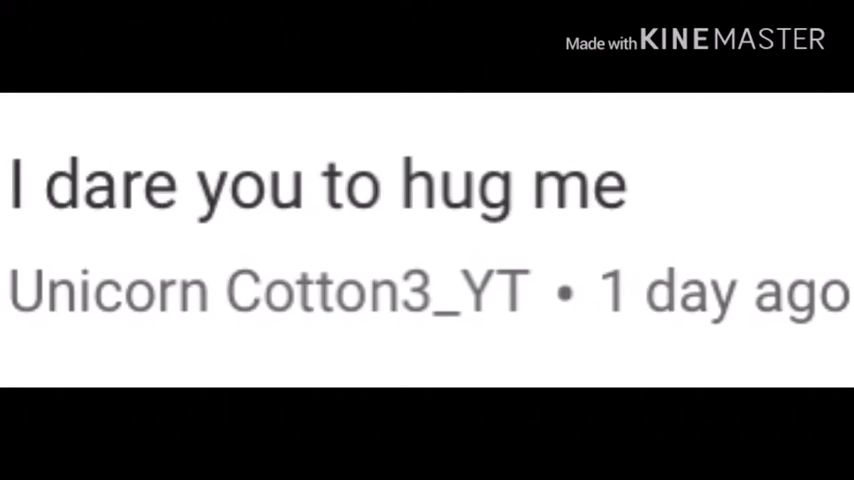 Made with KINEMASTER
I dare you to hug me
Unicorn Cotton3_YT • 1 day ago